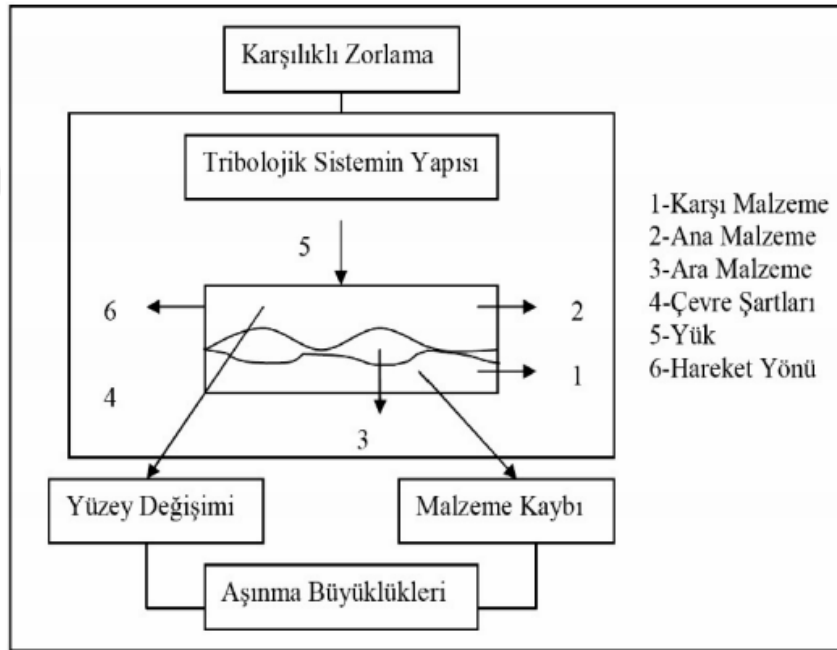 Karşılıklı Zorlama
Tribolojik Sistemin Yapısı
5
6
2
4
1
3
1-Karşı Malzeme
2-Ana Malzeme
3-Ara Malzeme
4-Çevre Şartları
5-Yük
6-Hareket Yönü
Yüzey Değişimi
Malzeme Kaybı
Aşınma Büyüklükleri